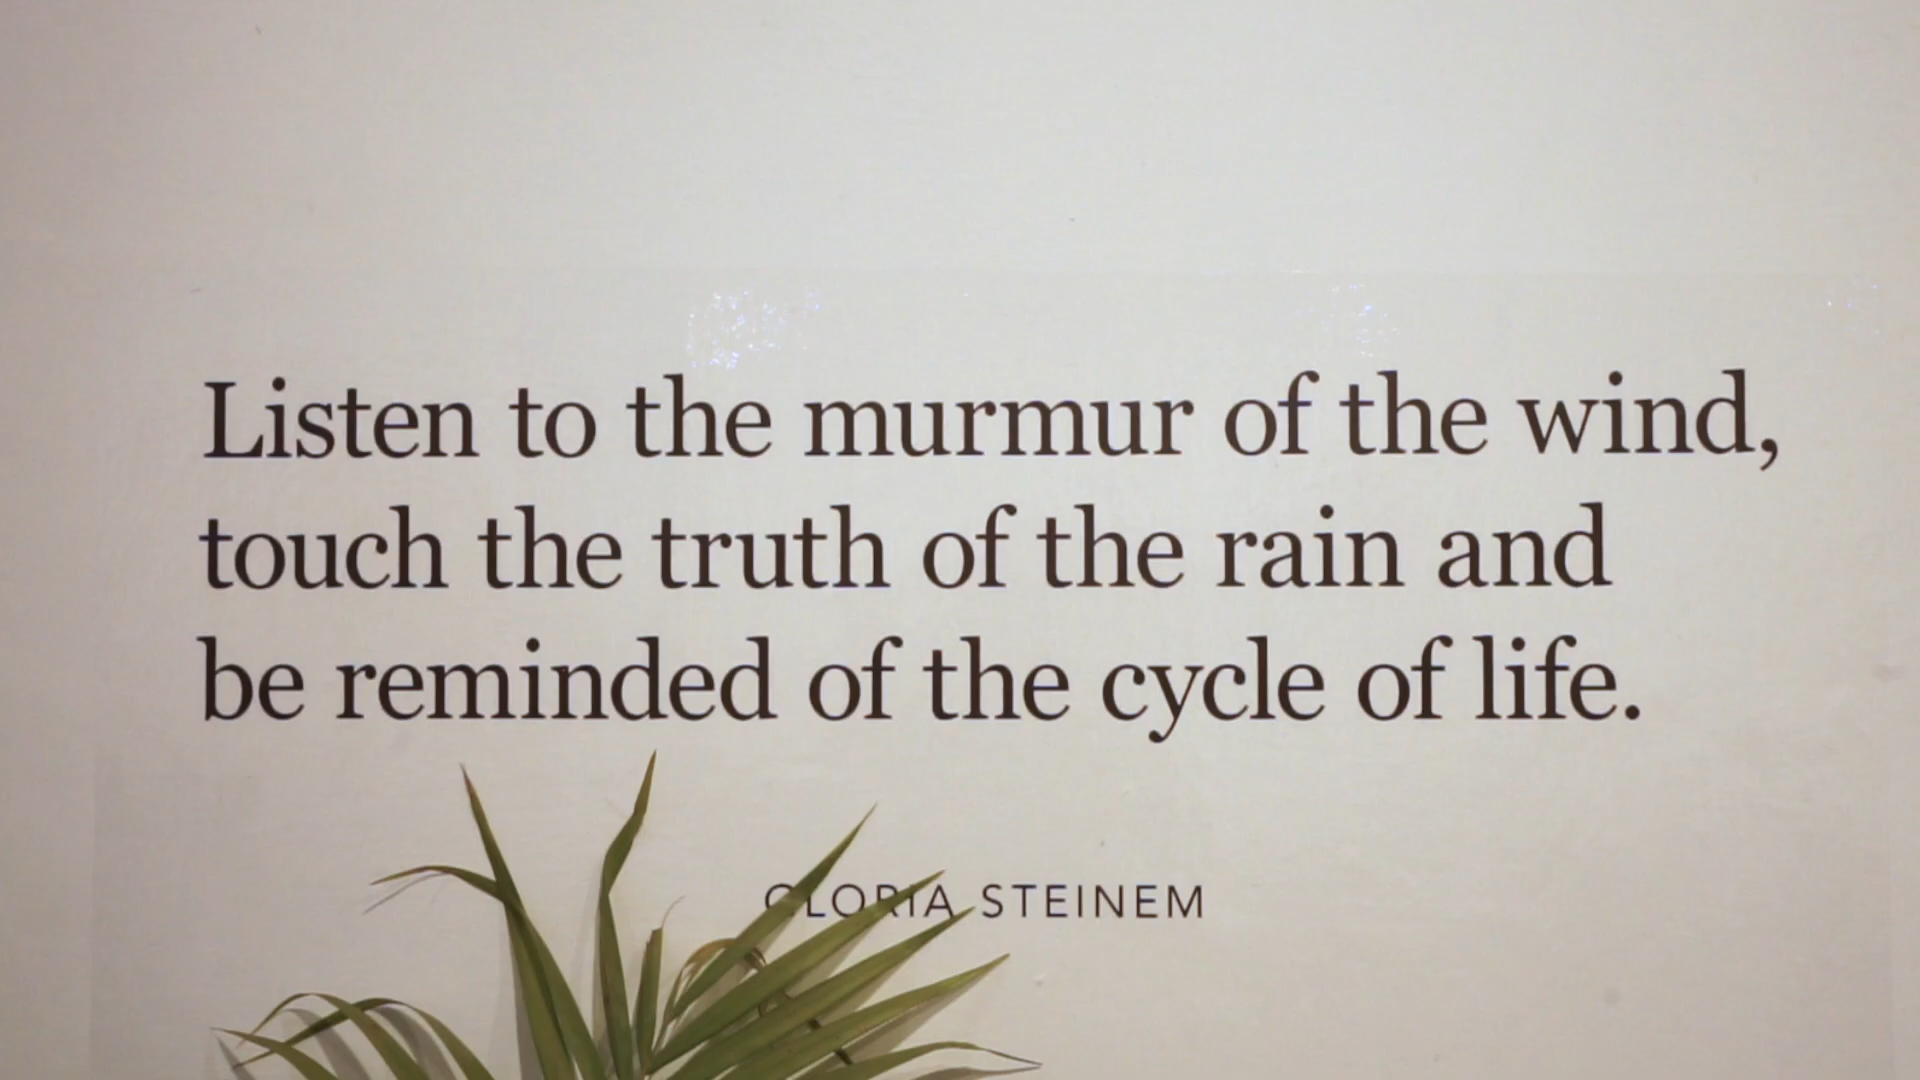 Listen to the murmur of the wind,
touch the truth of the rain and
be reminded of the cycle of life.
GLORIA STEINEM